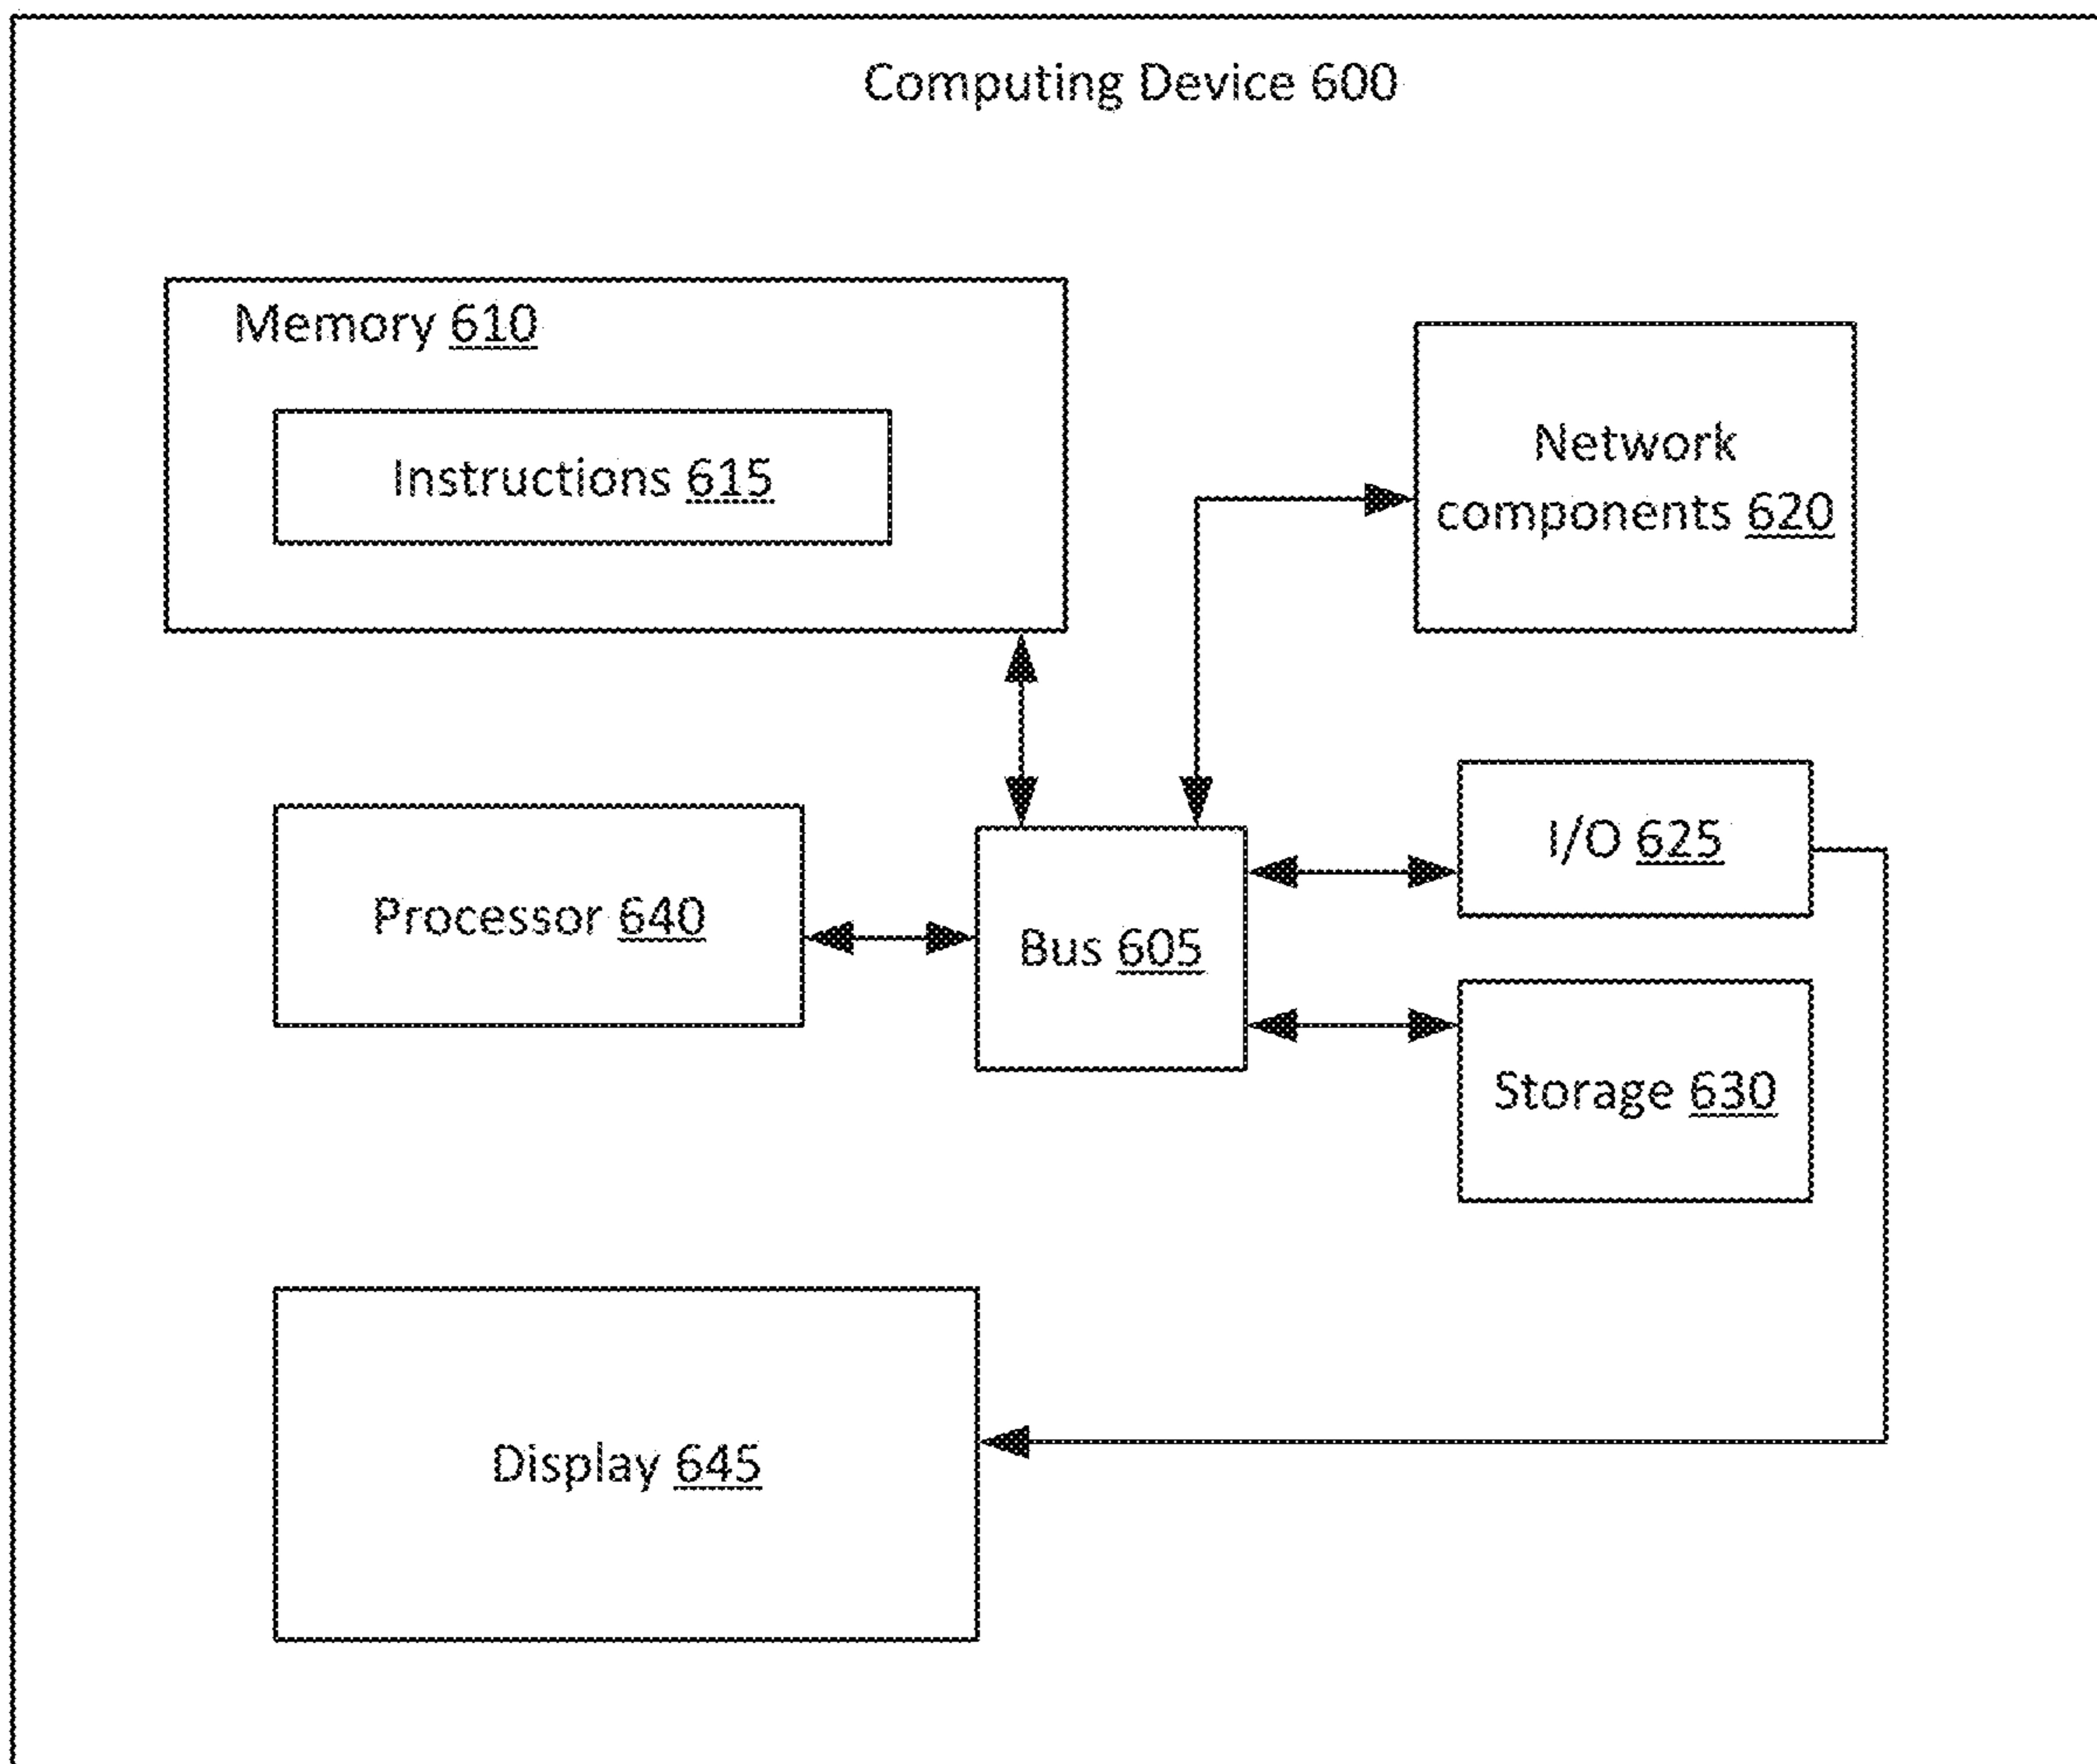 Computing Device 600
Memory 610
Instructions 615
Network
components 620
I/O 625
Processor 640
Bus 605
Storage 630
Display 645